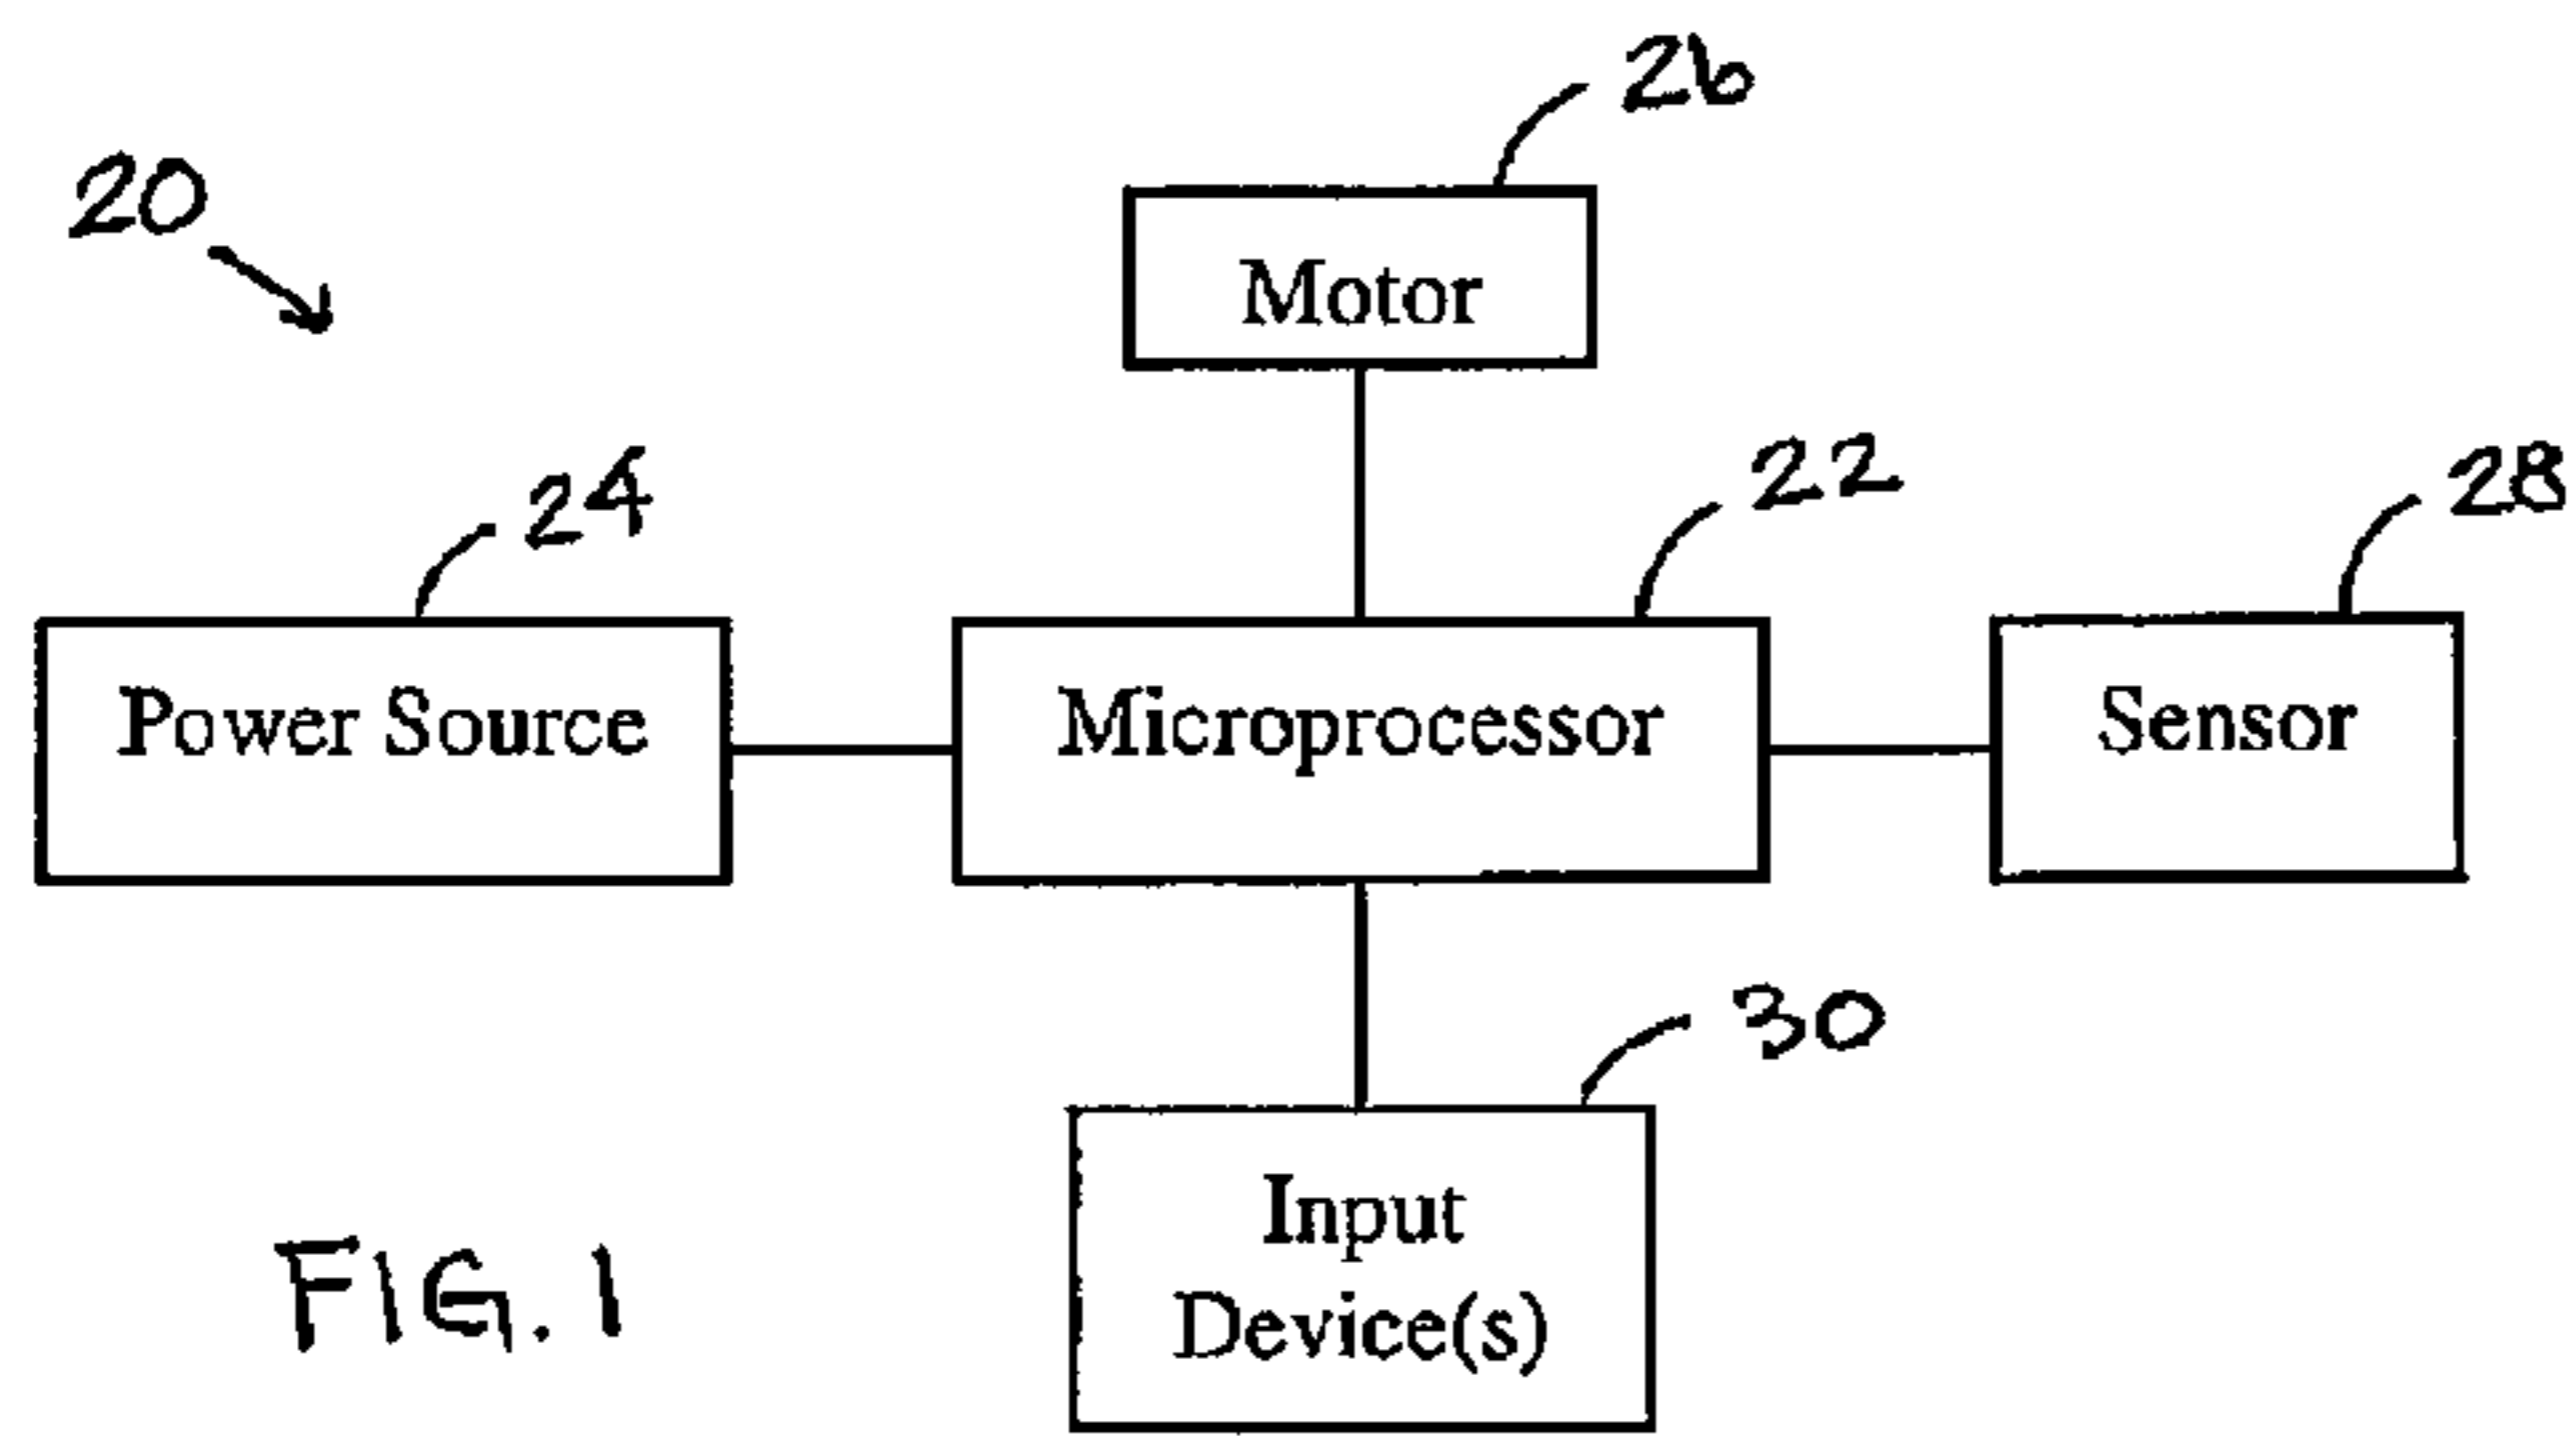 26
20
Motor
24
22
28
Power Source
Microprocessor
Sensor
30
Input
Device(s)
FIG. 1